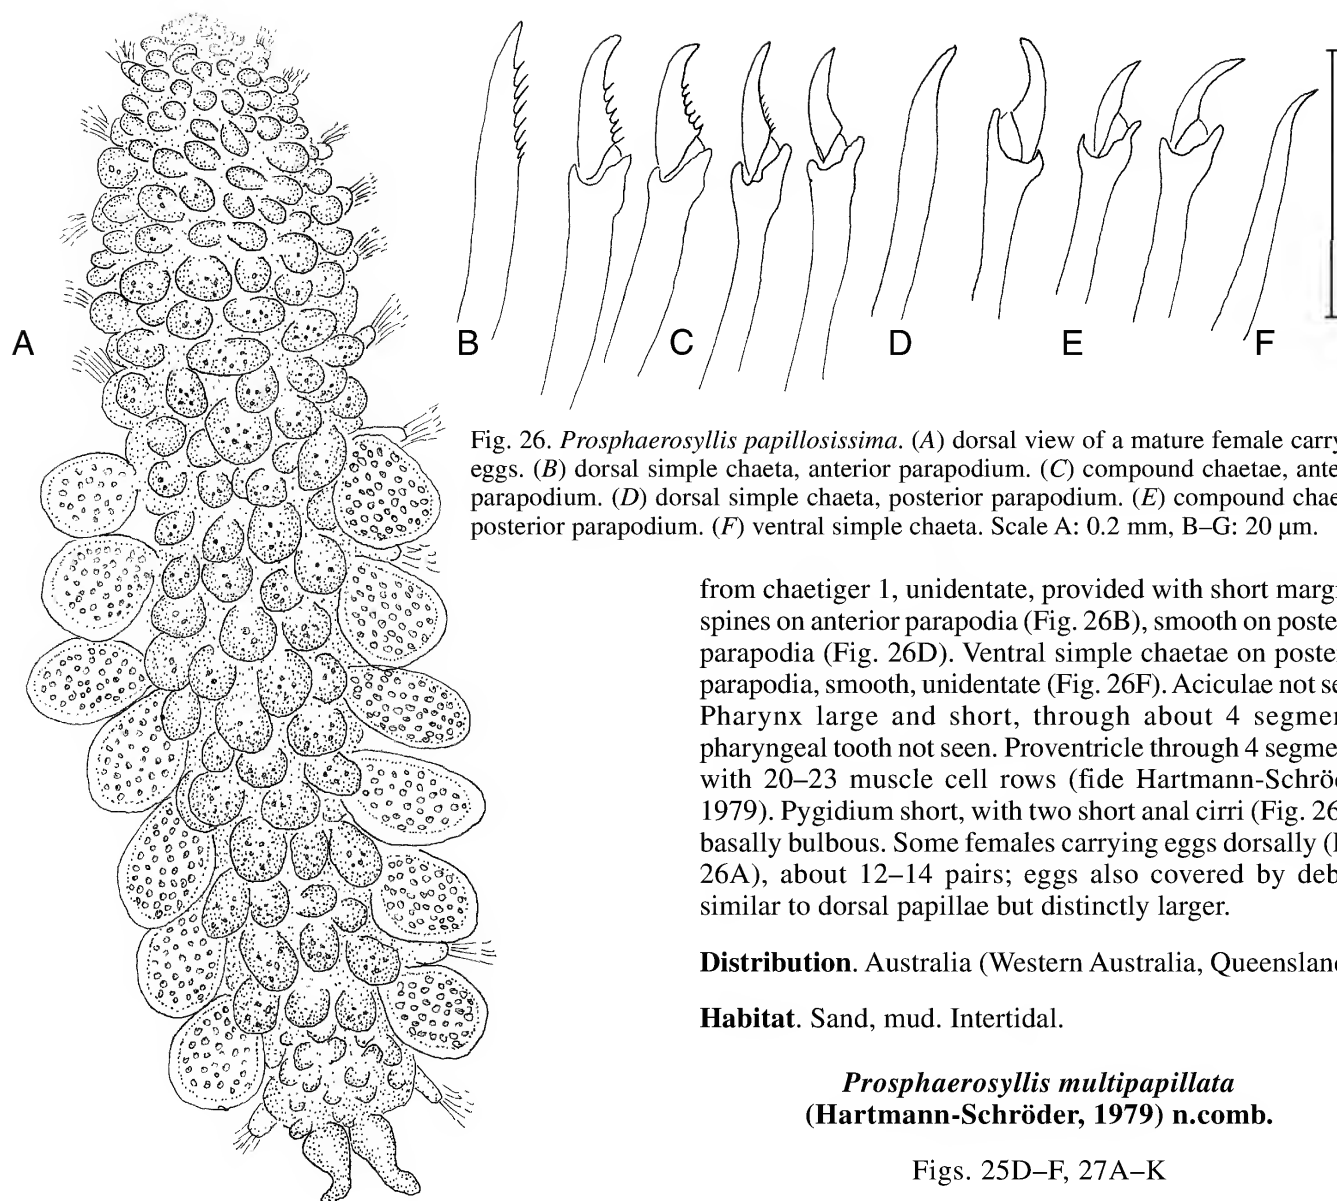 A
B
C
D
E
F
Fig. 26. Prosphaerosyllis papillosissima. (A) dorsal view of a mature female carry
eggs. (B) dorsal simple chaeta, anterior parapodium. (C) compound chaetae, ante
parapodium. (D) dorsal simple chaeta, posterior parapodium. (E) compound chae
posterior parapodium. (F) ventral simple chaeta. Scale A: 0.2 mm, B–G: 20 µm.
from chaetiger 1, unidentate, provided with short margi
spines on anterior parapodia (Fig. 26B), smooth on poste
parapodia (Fig. 26D). Ventral simple chaetae on poste
parapodia, smooth, unidentate (Fig. 26F). Aciculae not se
Pharynx large and short, through about 4 segmen
pharyngeal tooth not seen. Proventricle through 4 segme
with 20–23 muscle cell rows (fide Hartmann-Schröd
1979). Pygidium short, with two short anal cirri (Fig. 26
basally bulbous. Some females carrying eggs dorsally (F
26A), about 12–14 pairs; eggs also covered by deb
similar to dorsal papillae but distinctly larger.
Distribution. Australia (Western Australia, Queensland
Habitat. Sand, mud. Intertidal.
Prosphaerosyllis multipapillata
(Hartmann-Schröder, 1979) n.comb.
Figs. 25D–F, 27A–K